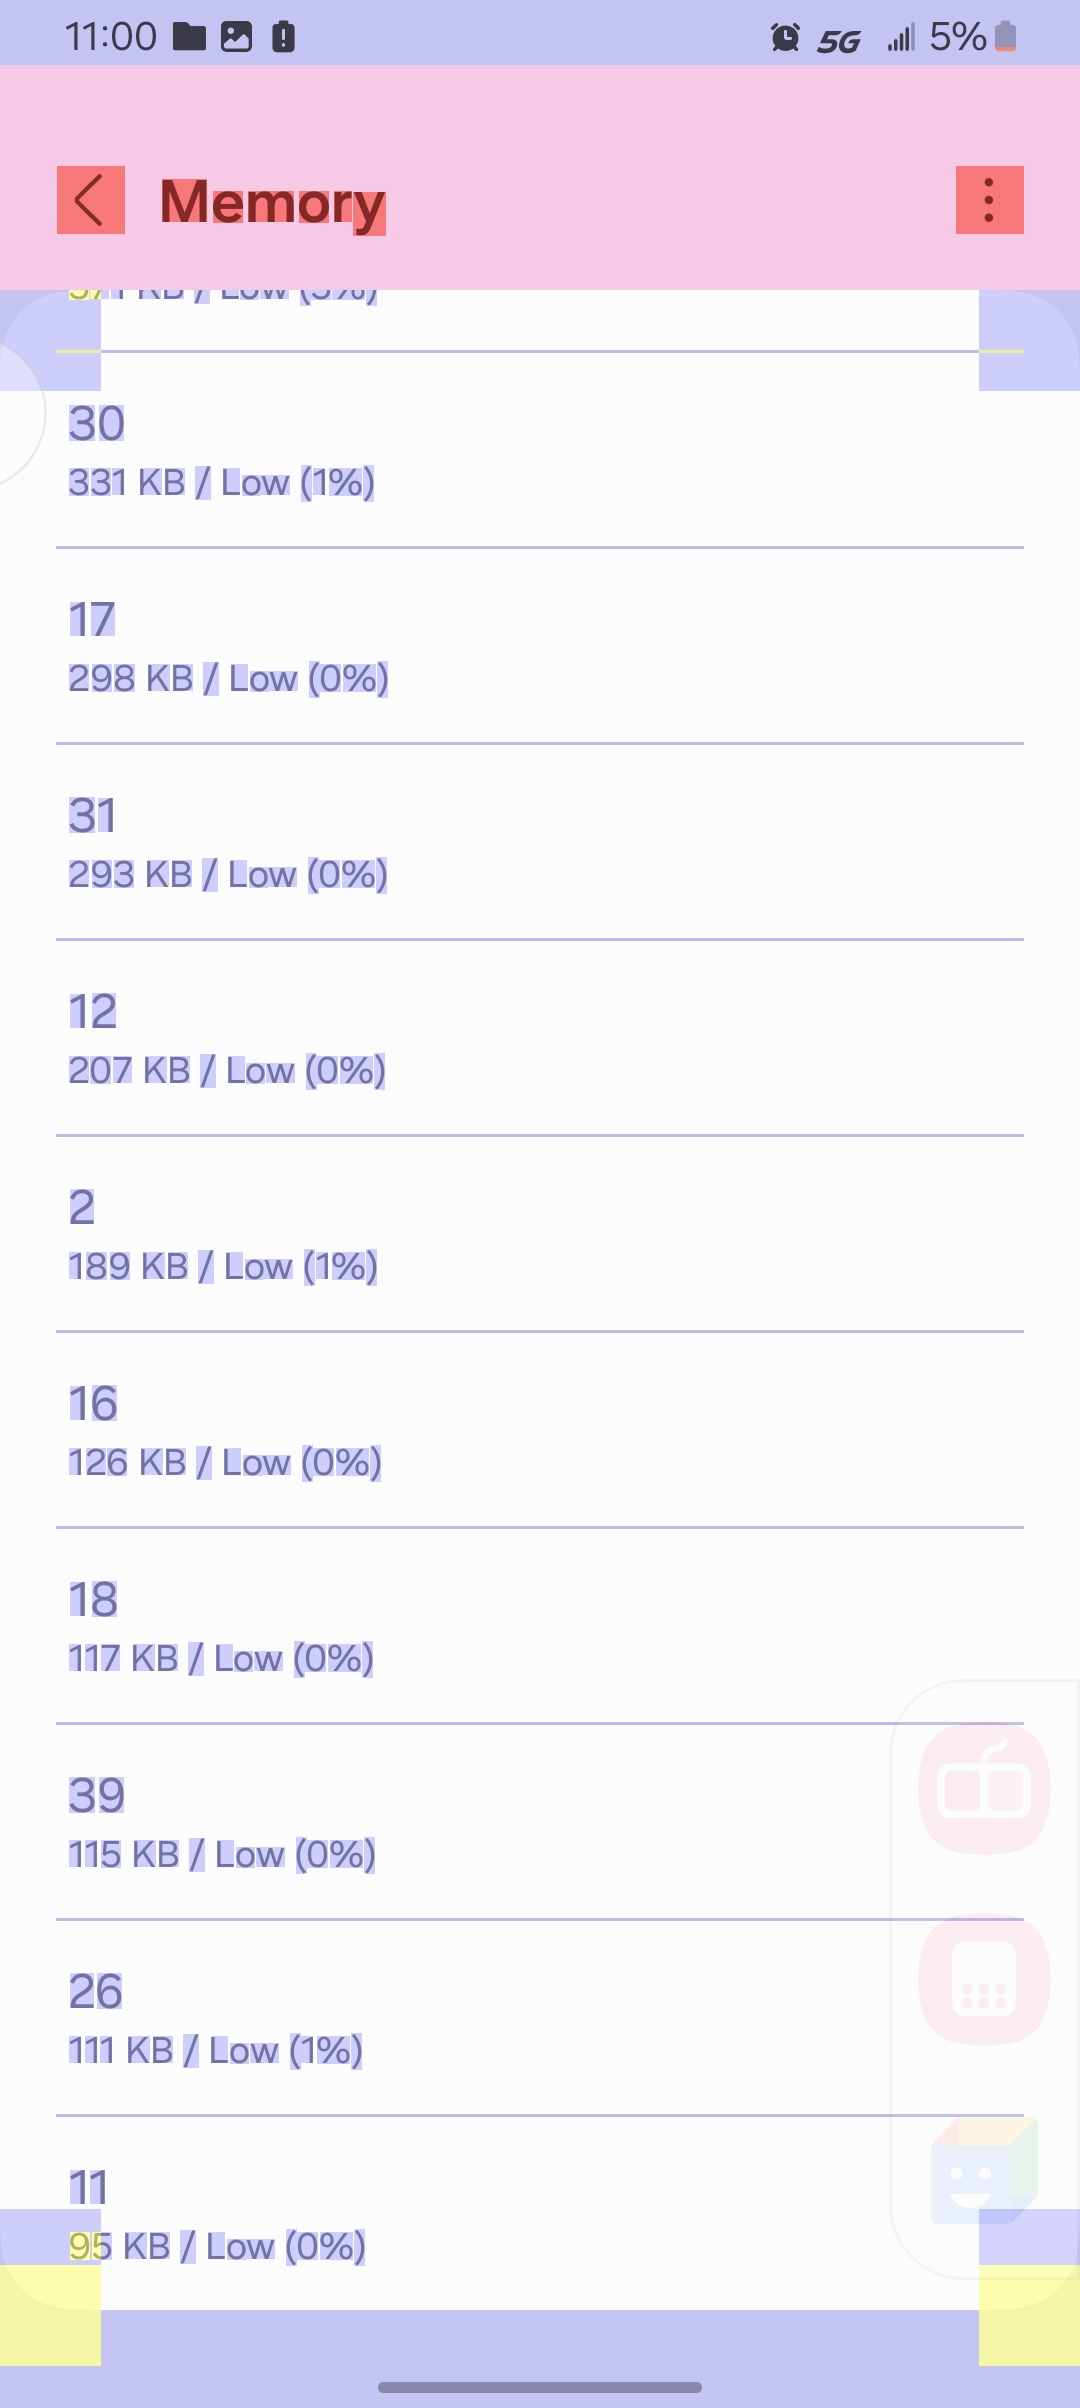 11:00 5G 5%
Memory
KB / Low
30
331 KB / Low (1%)
17
298 KB / Low (0%)
31
293 KB / Low (0%)
12
207 KB / Low (0%)
2
189 KB / Low (1%)
16
126 KB / Low (0%)
18
117 KB / Low (0%)
39
115 KB / Low (0%)
26
111 KB / Low (1%)
11
95 KB / Low (0%)